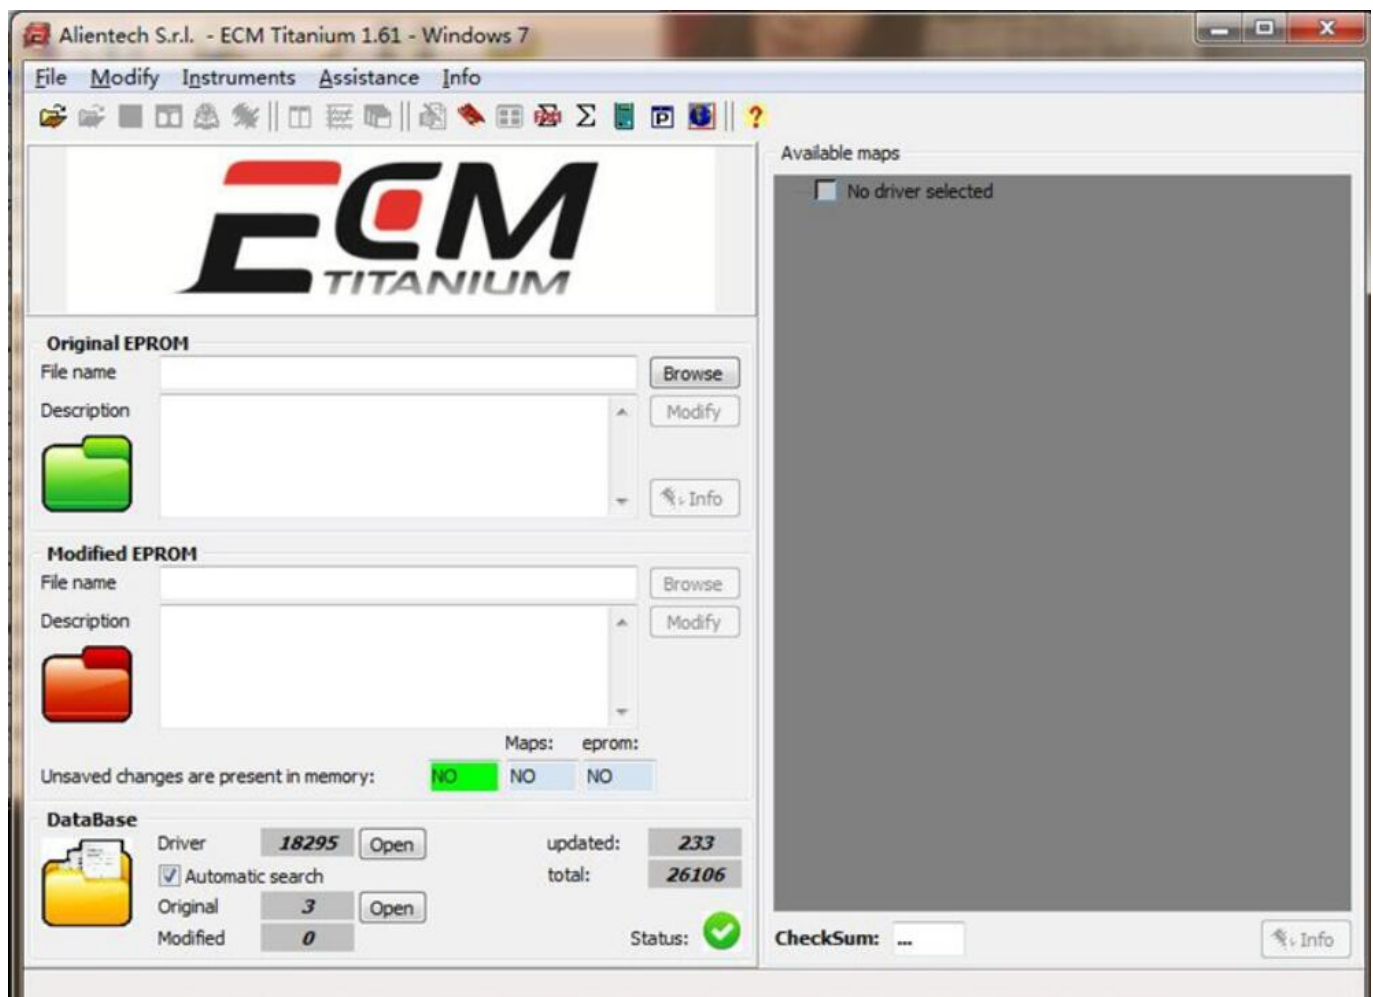 Alientech S.r.l. - ECM Titanium 1.61 - Windows 7
File Modify Instruments Assistance Info
ECM
TITANIUM
Original EPROM
File name Browse
Description Modify
Info
Modified EPROM
File name Browse
Description Modify
Maps: eprom:
Unsaved changes are present in memory: NO NO NO
DataBase
Driver 18295 Open updated: 233
Automatic search total: 26106
Original 3 Open
Modified 0 Status:
Available maps
No driver selected
CheckSum: ... Info